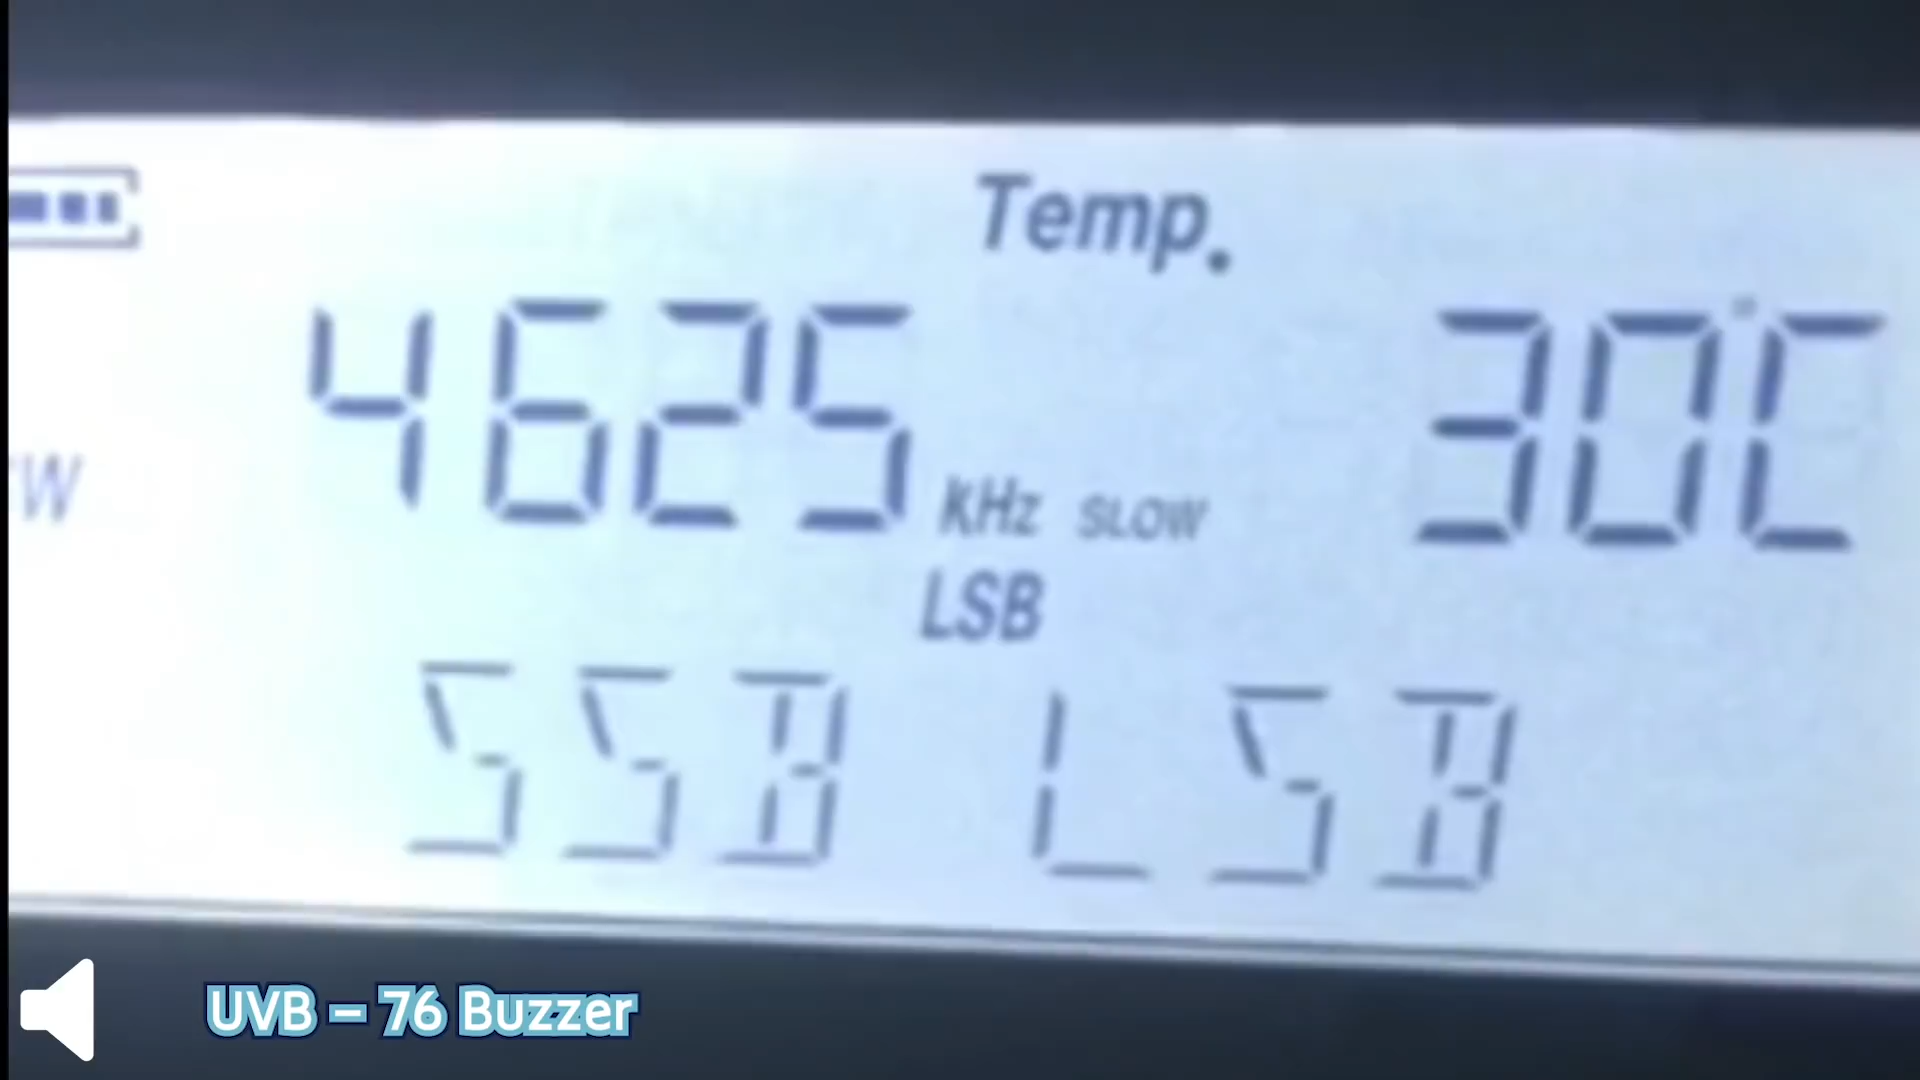 Temp.
4625 kHz SLOW 30°C
W
LSB
SSB LSB
UVB – 76 Buzzer